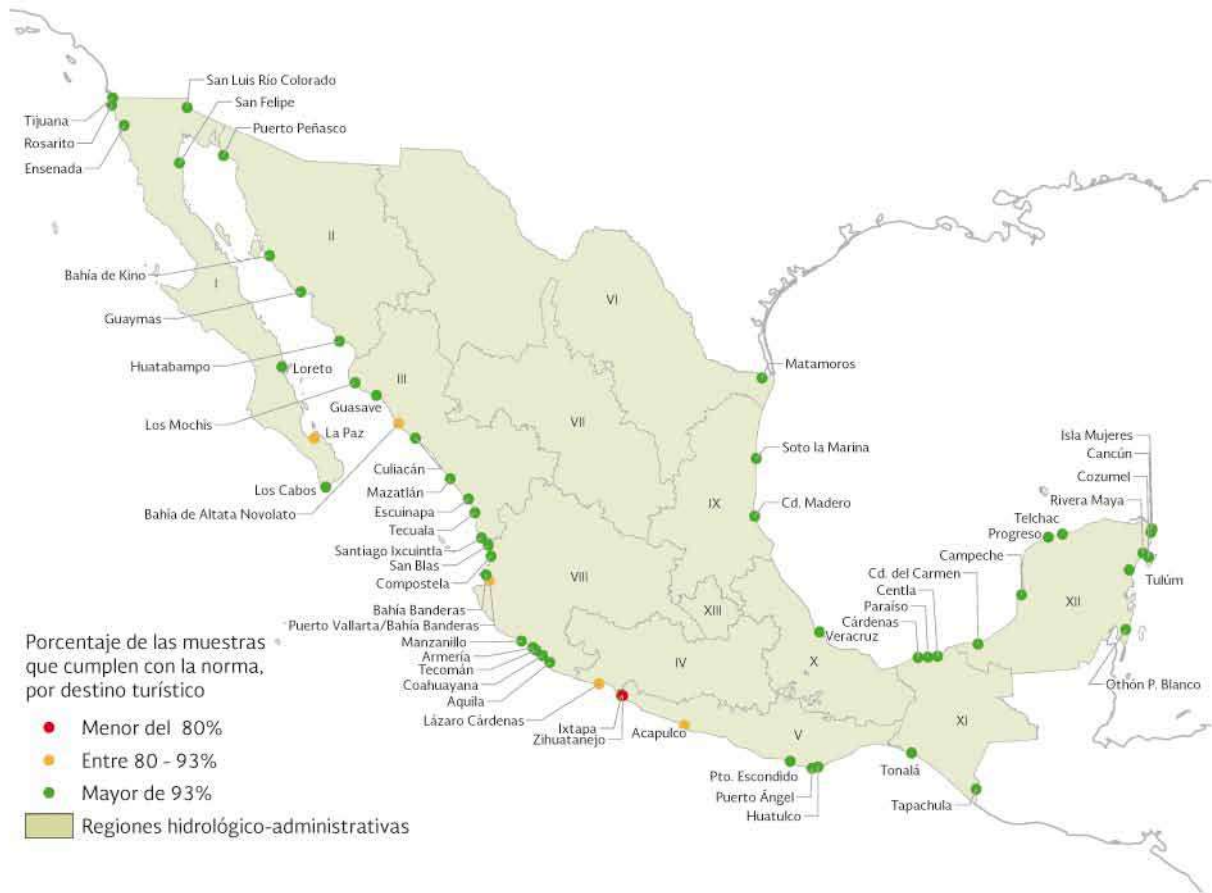 San Luis Río Colorado
San Felipe
Puerto Peñasco
Tijuana
Rosarito
Ensenada
Bahía de Kino
Guaymas
Huatabampo
Loreto
Los Mochis
Guasave
La Paz
Los Cabos
Bahía de Altata Novolato
Culiacán
Mazatlán
Escuinapa
Tecuala
Santiago Ixcuintla
San Blas
Compostela
Bahía Banderas
Puerto Vallarta/Bahía Banderas
Manzanillo
Armería
Tecomán
Coahuayana
Aquila
Lázaro Cárdenas
Ixtapa
Zihuatanejo
Acapulco
Pto. Escondido
Puerto Ángel
Huatulco
Tonalá
Tapachula
Matamoros
Soto la Marina
Cd. Madero
Veracruz
Cárdenas
Paraíso
Centla
Cd. del Carmen
Campeche
Progreso
Telchac
Rivera Maya
Cozumel
Cancún
Isla Mujeres
Tulúm
Othón P. Blanco
I
II
III
IV
V
VI
VII
VIII
IX
X
XI
XII
XIII
Porcentaje de las muestras
que cumplen con la norma,
por destino turístico
Menor del 80%
Entre 80 - 93%
Mayor de 93%
Regiones hidrológico-administrativas